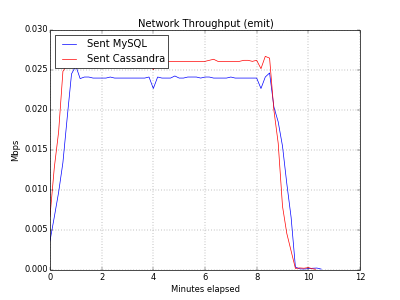 Network Throughput (emit)
0.030
0.025
0.020
0.015
0.010
0.005
0.000
Mbps
Sent MySQL
Sent Cassandra
0 2 4 6 8 10 12
Minutes elapsed